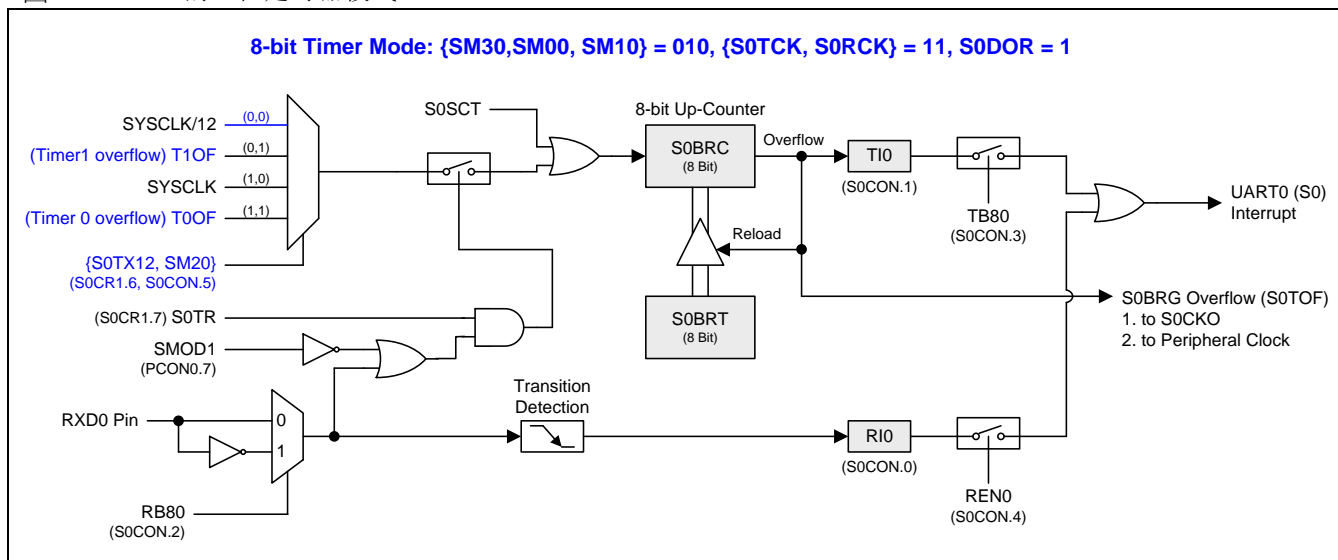 8-bit Timer Mode: {SM30,SM00, SM10} = 010, {S0TCK, S0RCK} = 11, S0DOR = 1
S0SCT
8-bit Up-Counter
SYSCLK/12
(0,0)
(Timer1 overflow) T1OF
(0,1)
SYSCLK
(1,0)
(Timer 0 overflow) T0OF
(1,1)
{S0TX12, SM20}
(S0CR1.6, S0CON.5)
S0BRC
(8 Bit)
Overflow
TI0
(S0CON.1)
TB80
(S0CON.3)
UART0 (S0)
Interrupt
Reload
S0BRT
(8 Bit)
S0BRG Overflow (S0TOF)
1. to S0CKO
2. to Peripheral Clock
(S0CR1.7) S0TR
SMOD1
(PCON0.7)
RXD0 Pin
0
1
Transition
Detection
RI0
(S0CON.0)
REN0
(S0CON.4)
RB80
(S0CON.2)